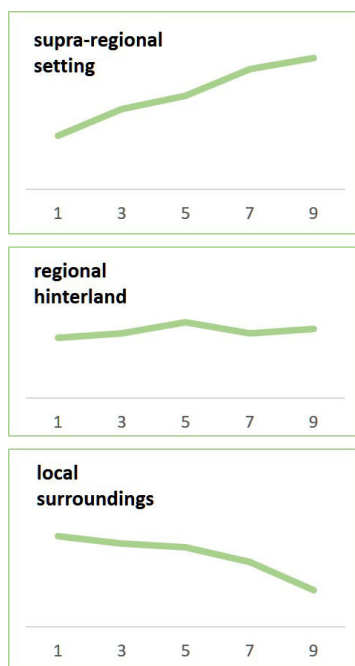 supra-regional
setting
1 3 5 7 9
regional
hinterland
1 3 5 7 9
local
surroundings
1 3 5 7 9